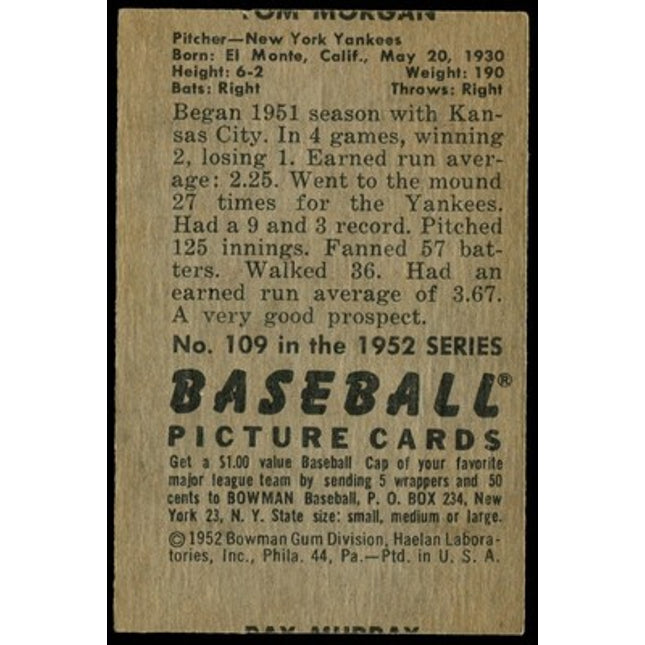 TOM MORGAN
Pitcher—New York Yankees
Born: El Monte, Calif., May 20, 1930
Height: 6-2 Weight: 190
Bats: Right Throws: Right
Began 1951 season with Kan-
sas City. In 4 games, winning
2, losing 1. Earned run aver-
age: 2.25. Went to the mound
27 times for the Yankees.
Had a 9 and 3 record. Pitched
125 innings. Fanned 57 bat-
ters. Walked 36. Had an
earned run average of 3.67.
A very good prospect.
No. 109 in the 1952 SERIES
BASEBALL®
PICTURE CARDS
Get a $1.00 value Baseball Cap of your favorite
major league team by sending 5 wrappers and 50
cents to BOWMAN Baseball, P. O. BOX 234, New
York 23, N. Y. State size: small, medium or large.
©1952 Bowman Gum Division, Haelan Labora-
tories, Inc., Phila. 44, Pa.—Ptd. in U. S. A.
RAY MURRAY